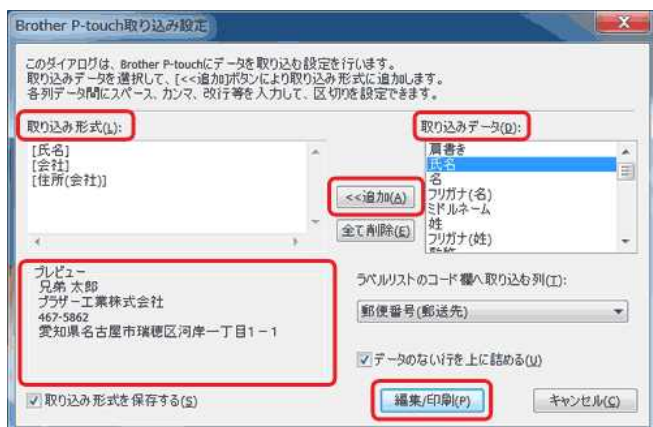 Brother P-touch取り込み設定
このダイアログは、Brother P-touchにデータを取り込む設定を行います。
取り込みデータを選択して、[<<追加]ボタンにより取り込み形式に追加します。
各列データ間にスペース、カンマ、改行等を入力して、区切りを設定できます。
取り込み形式(L):
[氏名]
[会社]
[住所(会社)]
<<追加(A)
全て削除(E)
取り込みデータ(D):
肩書き
氏名
名
フリガナ(名)
ミドルネーム
姓
フリガナ(姓)
プレビュー
兄弟 太郎
ブラザー工業株式会社
467-5862
愛知県名古屋市瑞穂区河岸一丁目1-1
ラベルリストのコード欄へ取り込む列(T):
郵便番号(郵送先)
データのない行を上に詰める(U)
取り込み形式を保存する(S)
編集/印刷(P)
キャンセル(C)